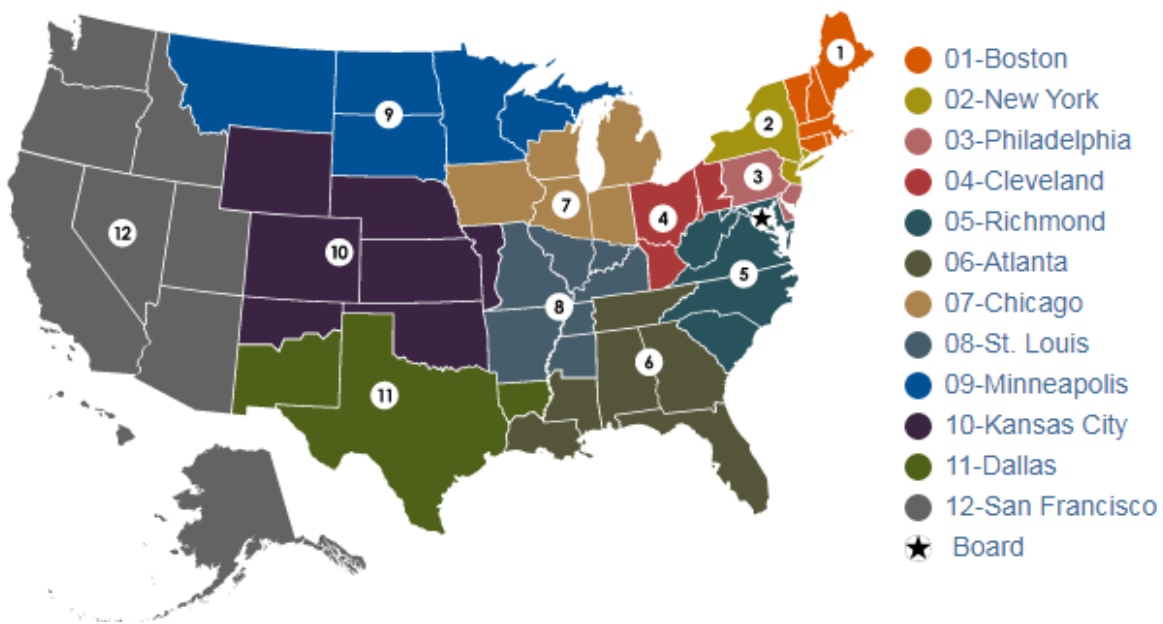 1
2
3
4
5
6
7
8
9
10
11
12
01-Boston
02-New York
03-Philadelphia
04-Cleveland
05-Richmond
06-Atlanta
07-Chicago
08-St. Louis
09-Minneapolis
10-Kansas City
11-Dallas
12-San Francisco
Board